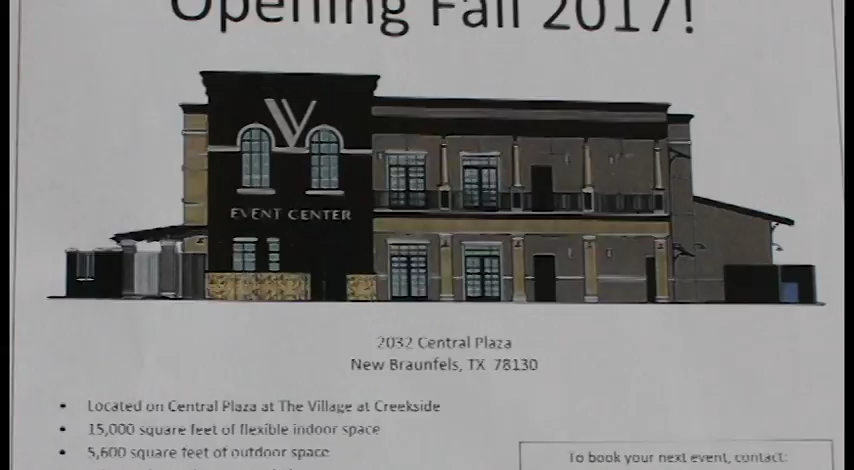 Opening Fall 2017!
VV
EVENT CENTER
2032 Central Plaza
New Braunfels, TX 78130
• Located on Central Plaza at The Village at Creekside
• 15,000 square feet of flexible indoor space
• 5,600 square feet of outdoor space
To book your next event, contact: